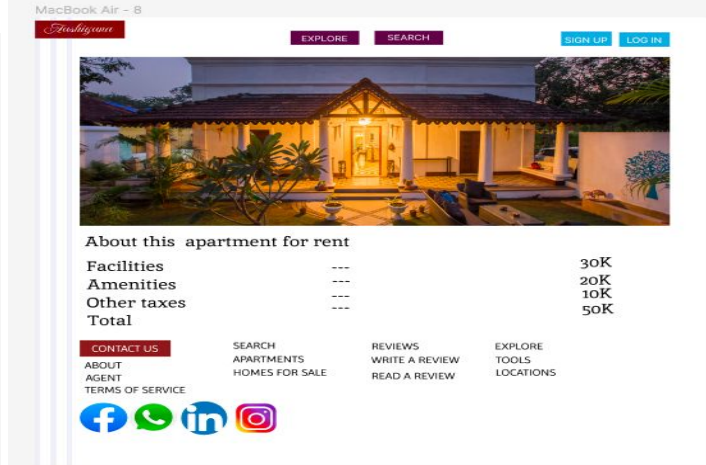 MacBook Air - 8
Aashiyana
EXPLORE SEARCH SIGN UP LOG IN
About this apartment for rent
Facilities --- 30K
Amenities --- 20K
Other taxes --- 10K
Total --- 50K
CONTACT US
ABOUT
AGENT
TERMS OF SERVICE
SEARCH
APARTMENTS
HOMES FOR SALE
REVIEWS
WRITE A REVIEW
READ A REVIEW
EXPLORE
TOOLS
LOCATIONS
in